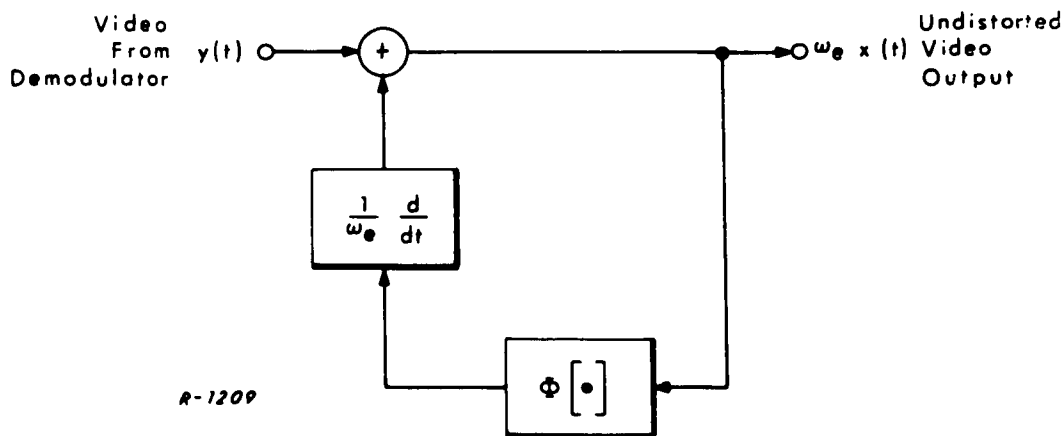 Video
From
Demodulator
y(t)
+
ωe x (t)
Undistorted
Video
Output
1/ωe d/dt
Φ [•]
R-1209